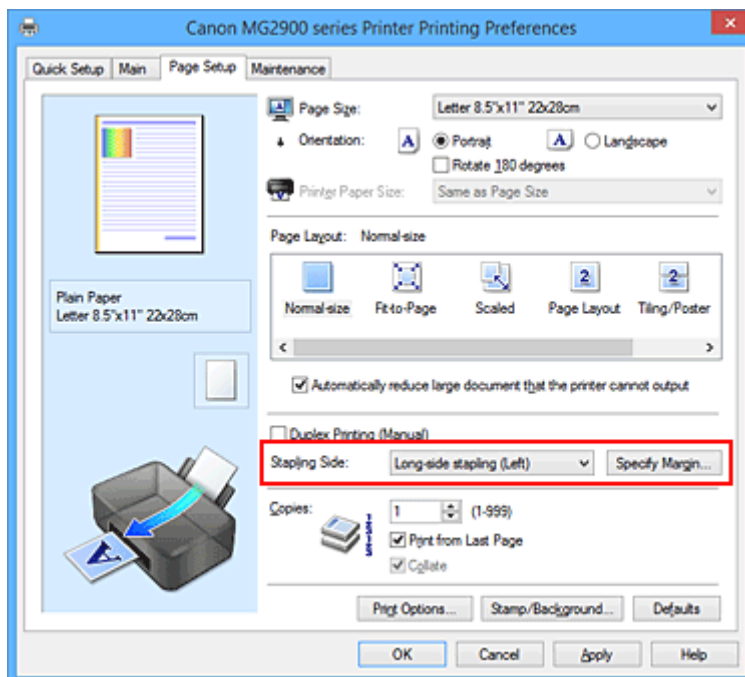 Canon MG2900 series Printer Printing Preferences
Quick Setup Main Page Setup Maintenance
Page Size: Letter 8.5"x11" 22x28cm
Orientation: A Portrait A Landscape
Rotate 180 degrees
Printer Paper Size: Same as Page Size
Page Layout: Normal-size
2 2
Normal-size Fit-to-Page Scaled Page Layout Tiling/Poster
Plain Paper
Letter 8.5"x11" 22x28cm
Automatically reduce large document that the printer cannot output
Duplex Printing (Manual)
Stapling Side: Long-side stapling (Left) Specify Margin...
Copies: 1 (1-999)
Print from Last Page
Collate
A
Print Options... Stamp/Background... Defaults
OK Cancel Apply Help